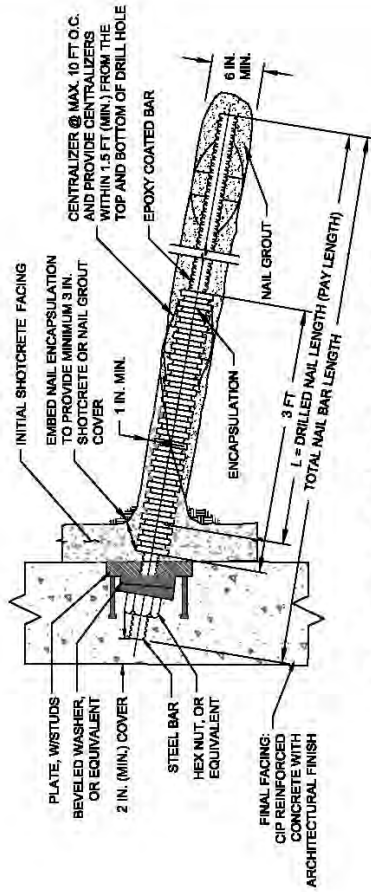 PLATE, W/STUDS
BEVELED WASHER,
OR EQUIVALENT
2 IN. (MIN.) COVER
STEEL BAR
HEX NUT, OR
EQUIVALENT
FINAL FACING:
CIP REINFORCED
CONCRETE WITH
ARCHITECTURAL FINISH
INITIAL SHOTCRETE FACING
EMBED NAIL ENCAPSULATION
TO PROVIDE MINIMUM 3 IN.
SHOTCRETE OR NAIL GROUT
COVER
1 IN. MIN.
CENTRALIZER @ MAX. 10 FT O.C.
AND PROVIDE CENTRALIZERS
WITHIN 1.5 FT (MIN.) FROM THE
TOP AND BOTTOM OF DRILL HOLE
EPOXY COATED BAR
6 IN.
MIN.
NAIL GROUT
ENCAPSULATION
3 FT
L = DRILLED NAIL LENGTH (PAY LENGTH)
TOTAL NAIL BAR LENGTH